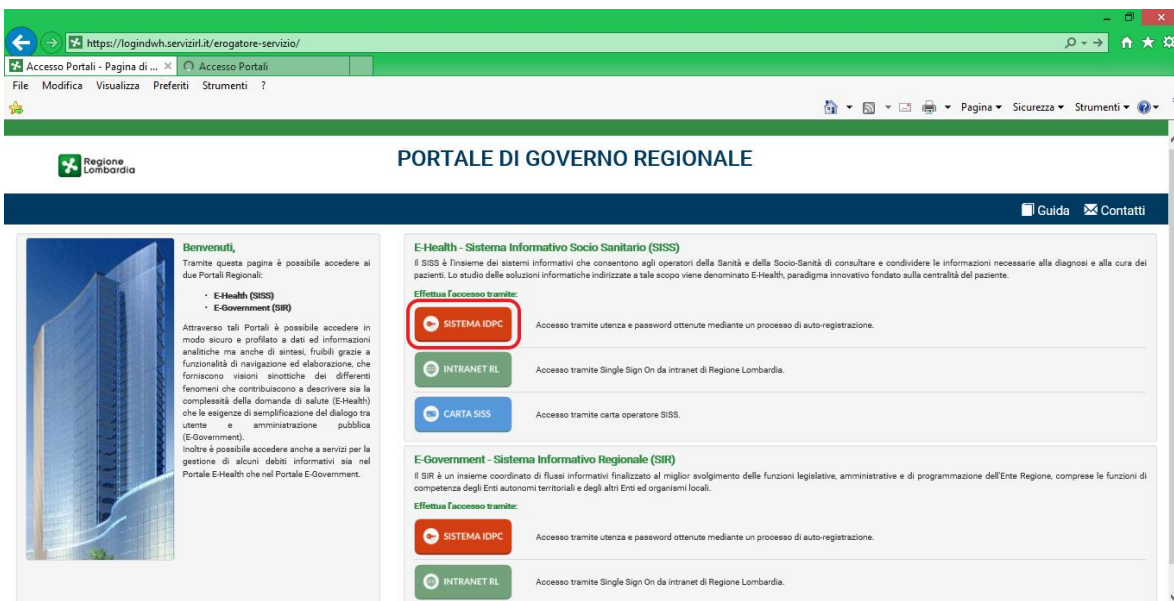 https://logindwh.servizirl.it/erogatore-servizio/
Accesso Portali - Pagina di ...
Accesso Portali
File Modifica Visualizza Preferiti Strumenti ?
Pagina Sicurezza Strumenti
Regione
Lombardia
PORTALE DI GOVERNO REGIONALE
Guida Contatti
Benvenuti,
Tramite questa pagina è possibile accedere ai
due Portali Regionali:
· E-Health (SISS)
· E-Government (SIR)
Attraverso tali Portali è possibile accedere in
modo sicuro e profilato a dati ed informazioni
analitiche ma anche di sintesi, fruibili grazie a
funzionalità di navigazione ed elaborazione, che
forniscono visioni sinottiche dei differenti
fenomeni che contribuiscono a descrivere sia la
complessità della domanda di salute (E-Health)
che le esigenze di semplificazione del dialogo tra
utente e amministrazione pubblica
(E-Government).
Inoltre è possibile accedere anche a servizi per la
gestione di alcuni debiti informativi sia nel
Portale E-Health che nel Portale E-Government.
E-Health - Sistema Informativo Socio Sanitario (SISS)
Il SISS è l'insieme dei sistemi informativi che consentono agli operatori della Sanità e della Socio-Sanità di consultare e condividere le informazioni necessarie alla diagnosi e alla cura dei
pazienti. Lo studio delle soluzioni informatiche indirizzate a tale scopo viene denominato E-Health, paradigma innovativo fondato sulla centralità del paziente.
Effettua l'accesso tramite:
SISTEMA IDPC Accesso tramite utenza e password ottenute mediante un processo di auto-registrazione.
INTRANET RL Accesso tramite Single Sign On da intranet di Regione Lombardia.
CARTA SISS Accesso tramite carta operatore SISS.
E-Government - Sistema Informativo Regionale (SIR)
Il SIR è un insieme coordinato di flussi informativi finalizzato al miglior svolgimento delle funzioni legislative, amministrative e di programmazione dell'Ente Regione, comprese le funzioni di
competenza degli Enti autonomi territoriali e degli altri Enti ed organismi locali.
Effettua l'accesso tramite:
SISTEMA IDPC Accesso tramite utenza e password ottenute mediante un processo di auto-registrazione.
INTRANET RL Accesso tramite Single Sign On da intranet di Regione Lombardia.